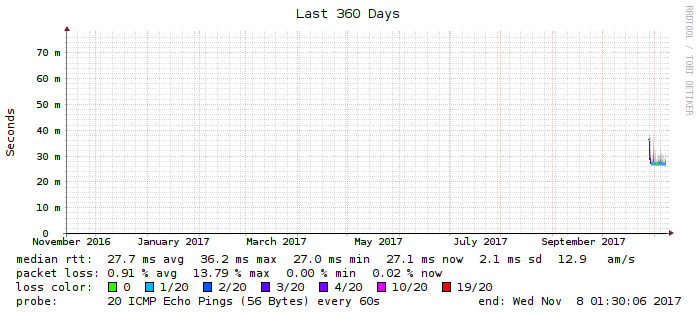 Last 360 Days
RRDTOOL / TOBI OETIKER
Seconds
70 m
60 m
50 m
40 m
30 m
20 m
10 m
0
November 2016 January 2017 March 2017 May 2017 July 2017 September 2017
median rtt: 27.7 ms avg 36.2 ms max 27.0 ms min 27.1 ms now 2.1 ms sd 12.9 am/s
packet loss: 0.91 % avg 13.79 % max 0.00 % min 0.02 % now
loss color: 0 1/20 2/20 3/20 4/20 10/20 19/20
probe: 20 ICMP Echo Pings (56 Bytes) every 60s end: Wed Nov 8 01:30:06 2017